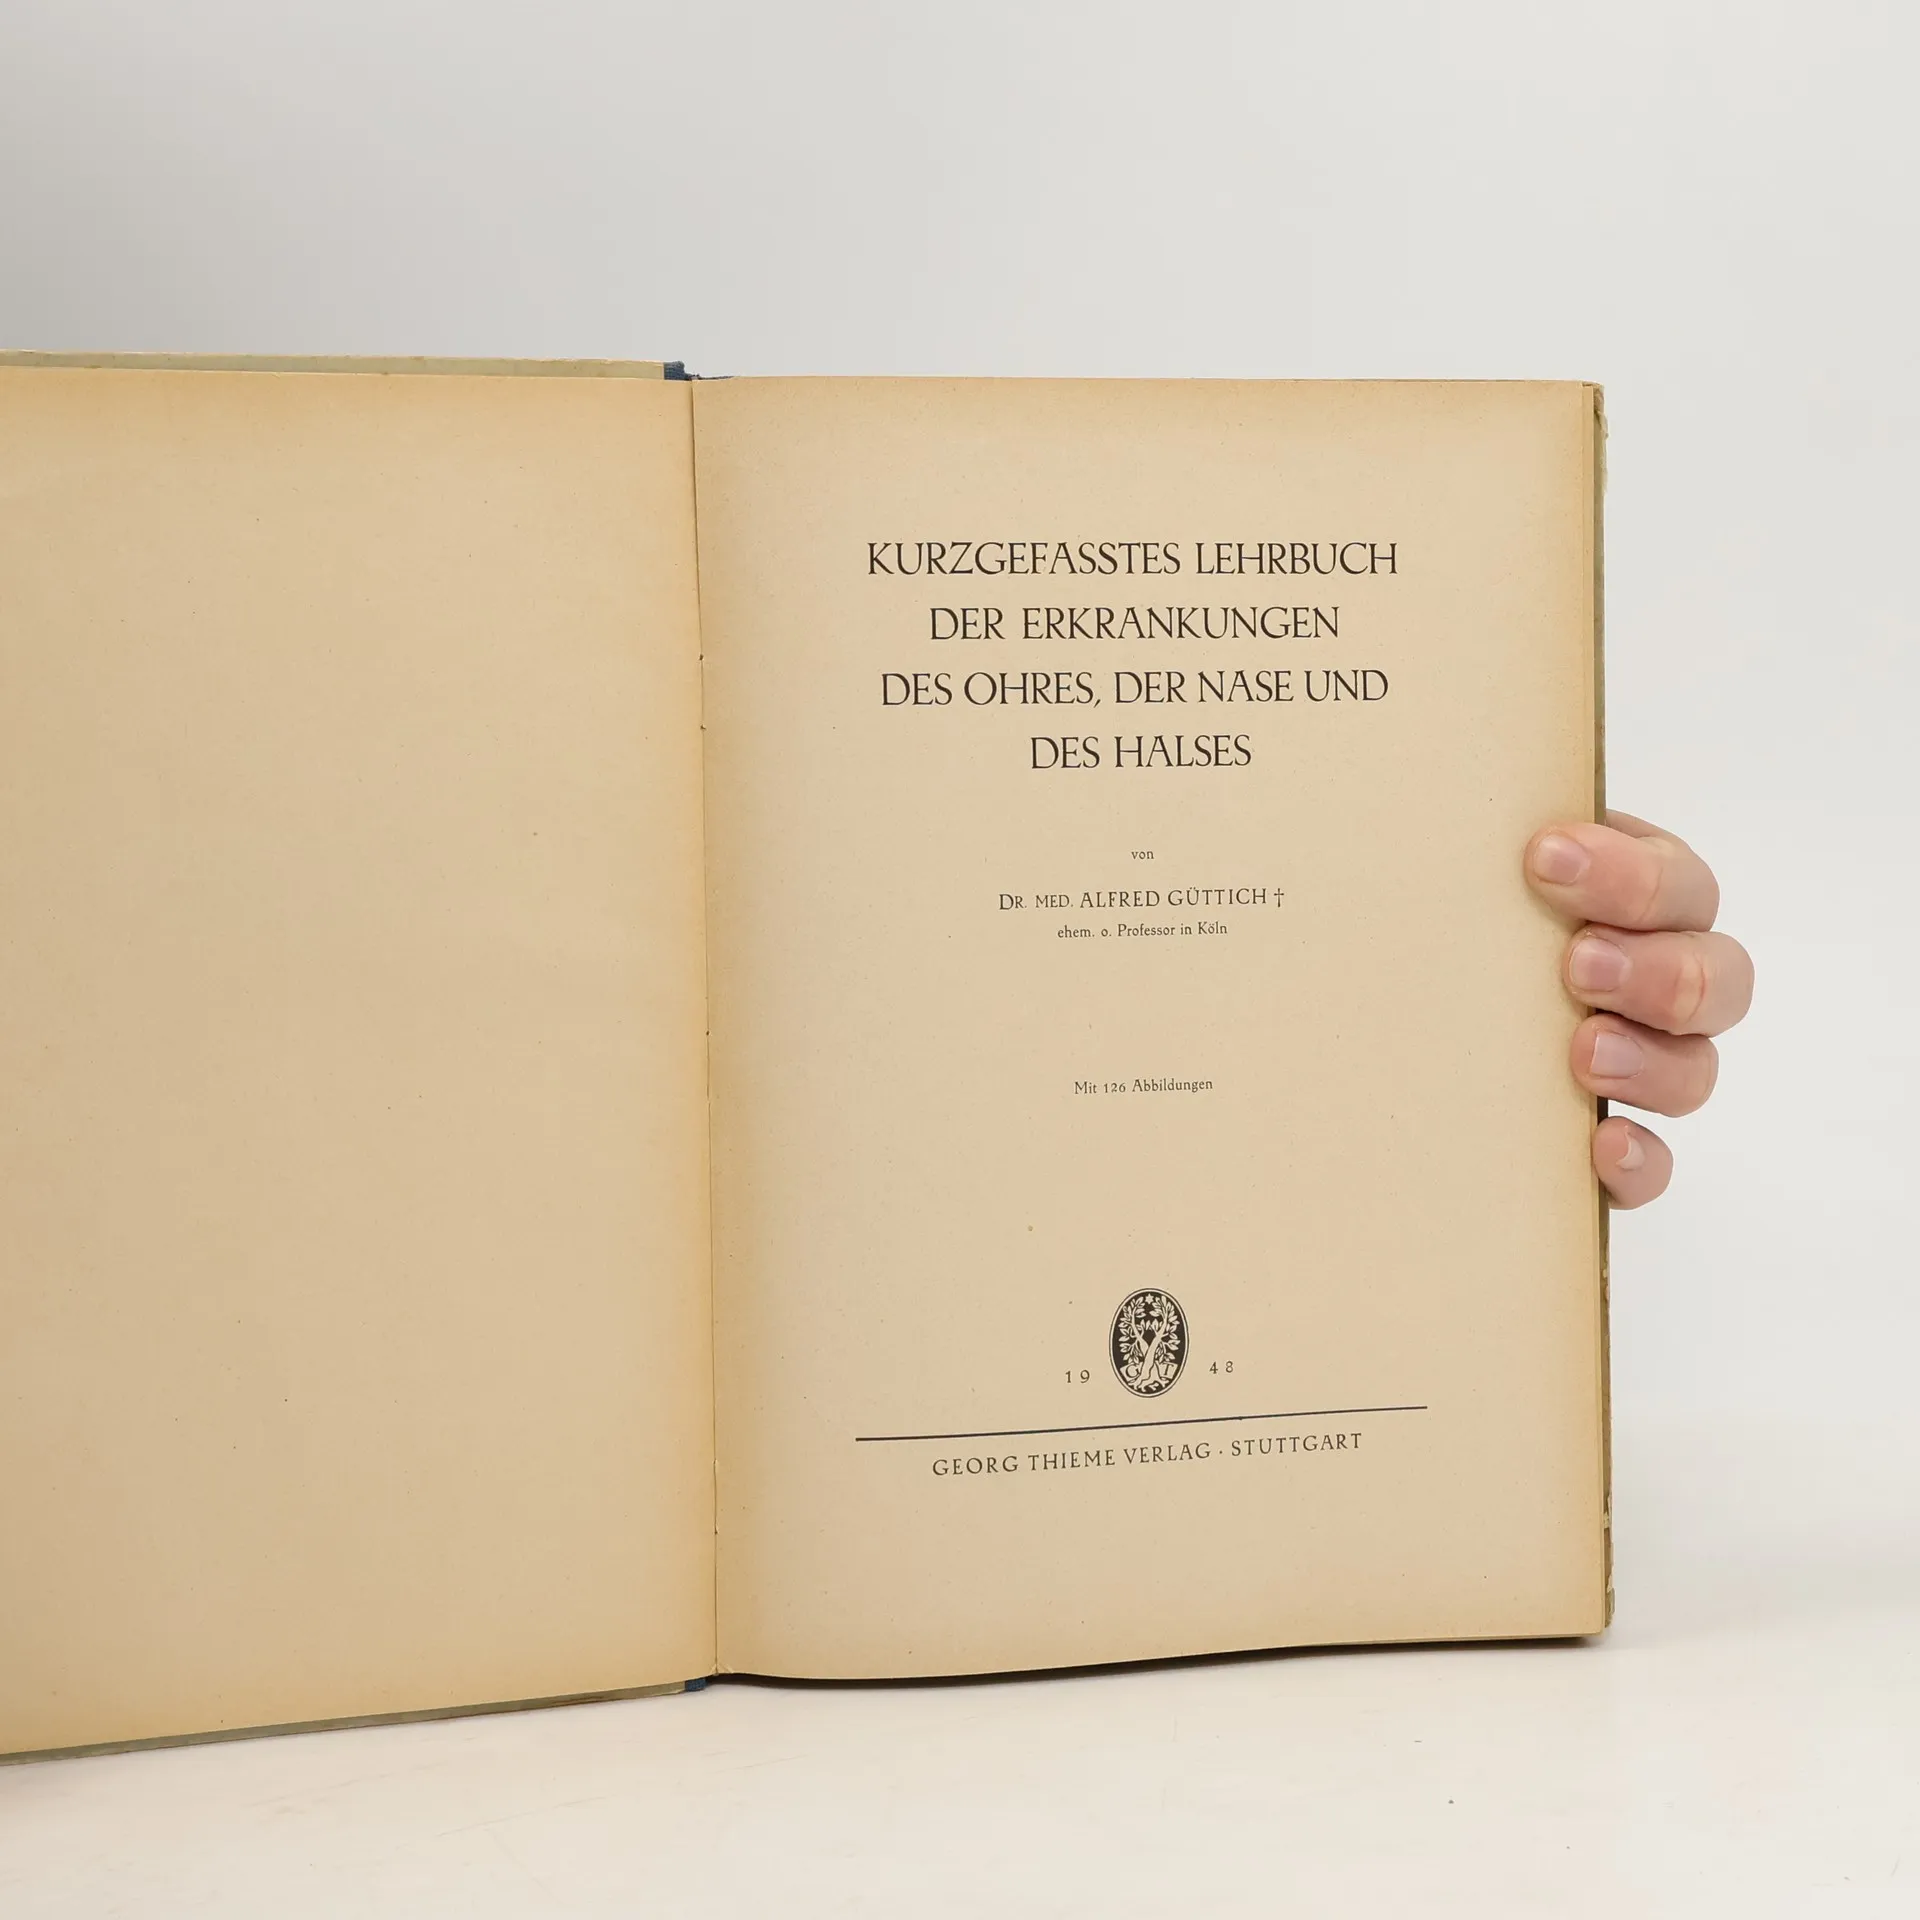 KURZGEFASSTES LEHRBUCH
DER ERKRANKUNGEN
DES OHRES, DER NASE UND
DES HALSES
von
DR. MED. ALFRED GÜTTICH †
ehem. o. Professor in Köln
Mit 126 Abbildungen
19 G T 48
GEORG THIEME VERLAG · STUTTGART